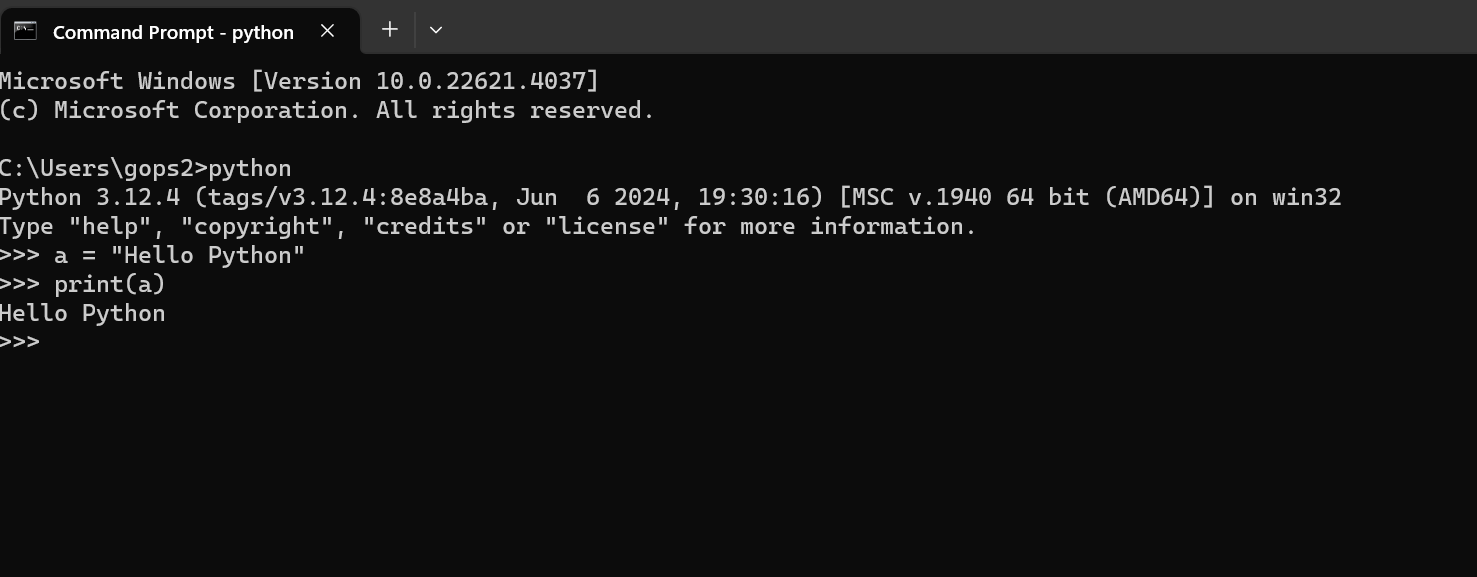 Command Prompt - python
Microsoft Windows [Version 10.0.22621.4037]
(c) Microsoft Corporation. All rights reserved.
C:\Users\gops2>python
Python 3.12.4 (tags/v3.12.4:8e8a4ba, Jun  6 2024, 19:30:16) [MSC v.1940 64 bit (AMD64)] on win32
Type "help", "copyright", "credits" or "license" for more information.
>>> a = "Hello Python"
>>> print(a)
Hello Python
>>>